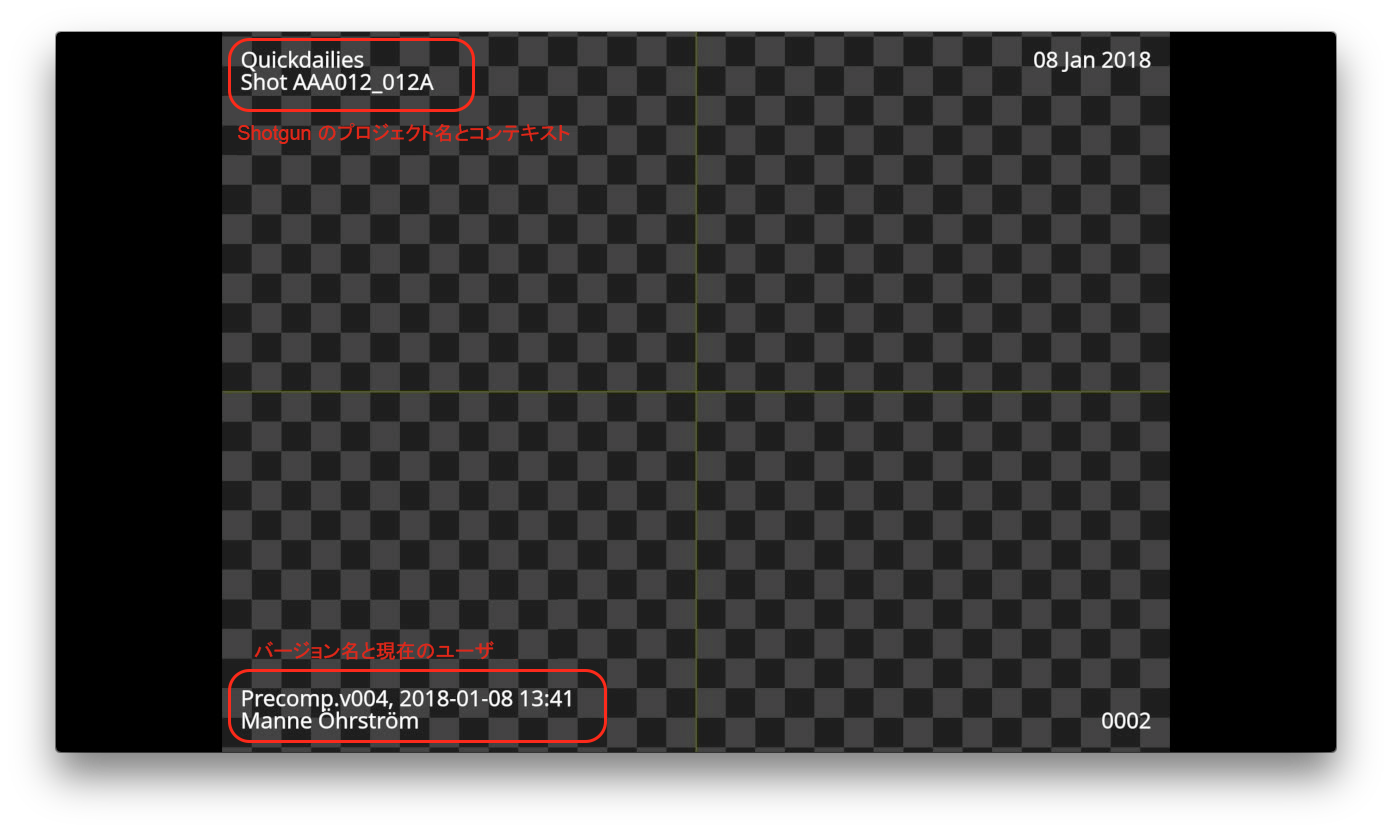 Quickdailies
Shot AAA012_012A
08 Jan 2018
Shotgun のプロジェクト名とコンテキスト
バージョン名と現在のユーザ
Precomp.v004, 2018-01-08 13:41
Manne Öhrström
0002